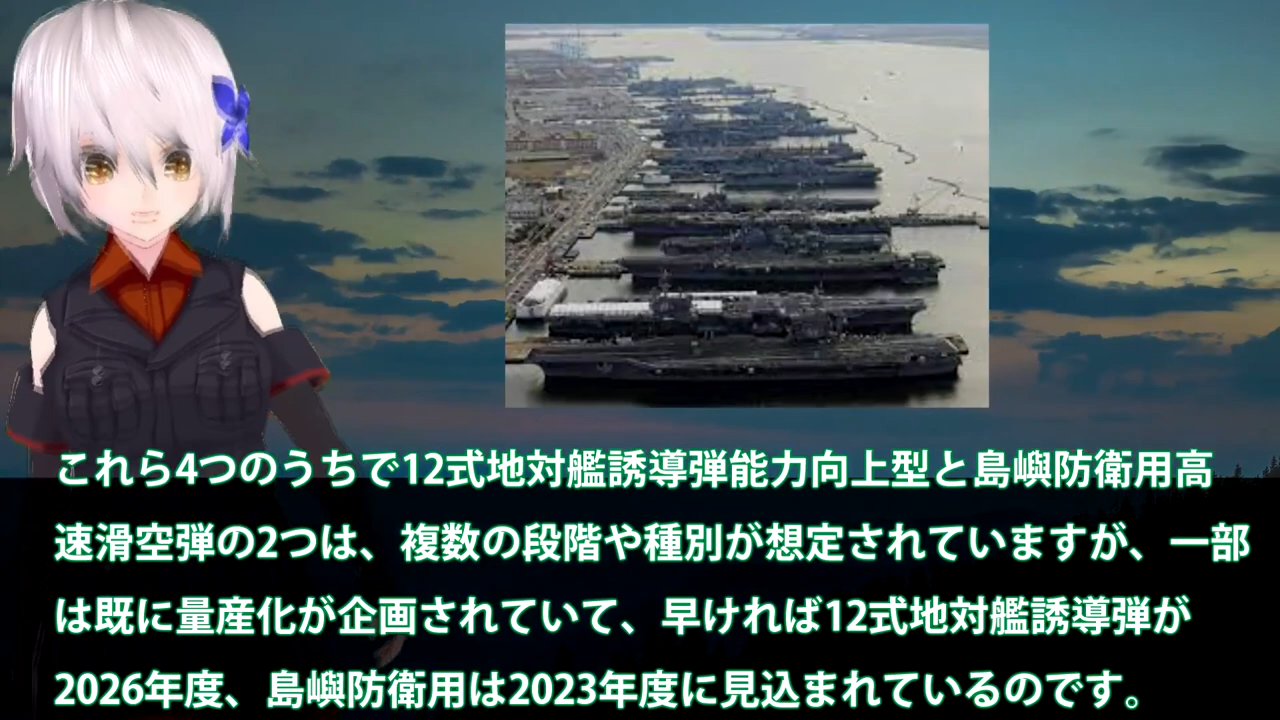 これら4つのうちで12式地対艦誘導弾能力向上型と島嶼防衛用高
速滑空弾の2つは、複数の段階や種別が想定されていますが、一部
は既に量産化が企画されていて、早ければ12式地対艦誘導弾が
2026年度、島嶼防衛用は2023年度に見込まれているのです。